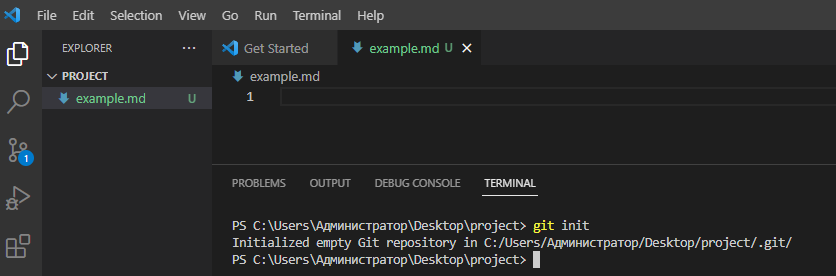 File Edit Selection View Go Run Terminal Help
EXPLORER ...
Get Started
example.md U
PROJECT
example.md U
example.md
1
1
PROBLEMS OUTPUT DEBUG CONSOLE TERMINAL
PS C:\Users\Администратор\Desktop\project> git init
Initialized empty Git repository in C:/Users/Администратор/Desktop/project/.git/
PS C:\Users\Администратор\Desktop\project>